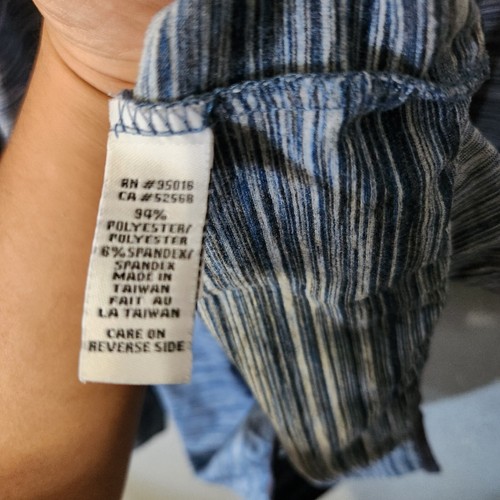 RN #95016
CA #52568
94%
POLYESTER/
POLYESTER
6% SPANDEX/
SPANDEX
MADE IN
TAIWAN
FAIT AU
LA TAIWAN
CARE ON
REVERSE SIDE